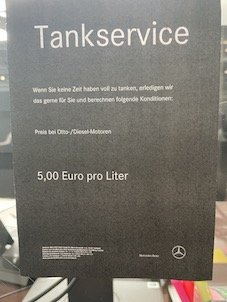 Tankservice
Wenn Sie keine Zeit haben voll zu tanken, erledigen wir
das gerne für Sie und berechnen folgende Konditionen:
Preis bei Otto-/Diesel-Motoren
5,00 Euro pro Liter
Mercedes-Benz